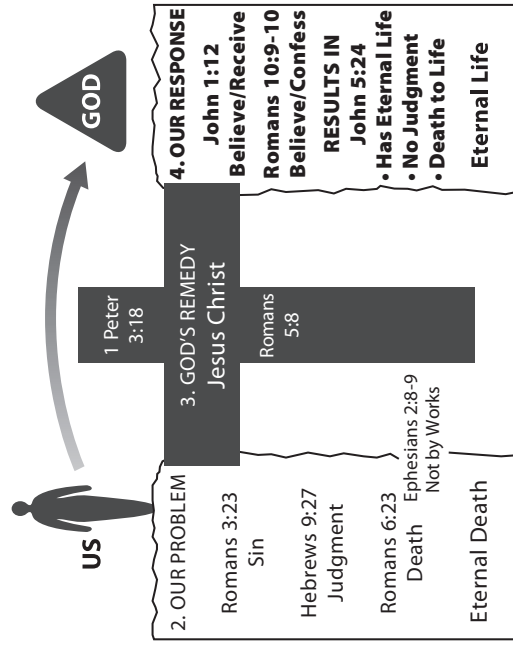 US
GOD
2. OUR PROBLEM
Romans 3:23
Sin
Hebrews 9:27
Judgment
Romans 6:23
Death
Ephesians 2:8-9
Not by Works
Eternal Death
1 Peter
3:18
3. GOD'S REMEDY
Jesus Christ
Romans
5:8
4. OUR RESPONSE
John 1:12
Believe/Receive
Romans 10:9-10
Believe/Confess
RESULTS IN
John 5:24
• Has Eternal Life
• No Judgment
• Death to Life
Eternal Life